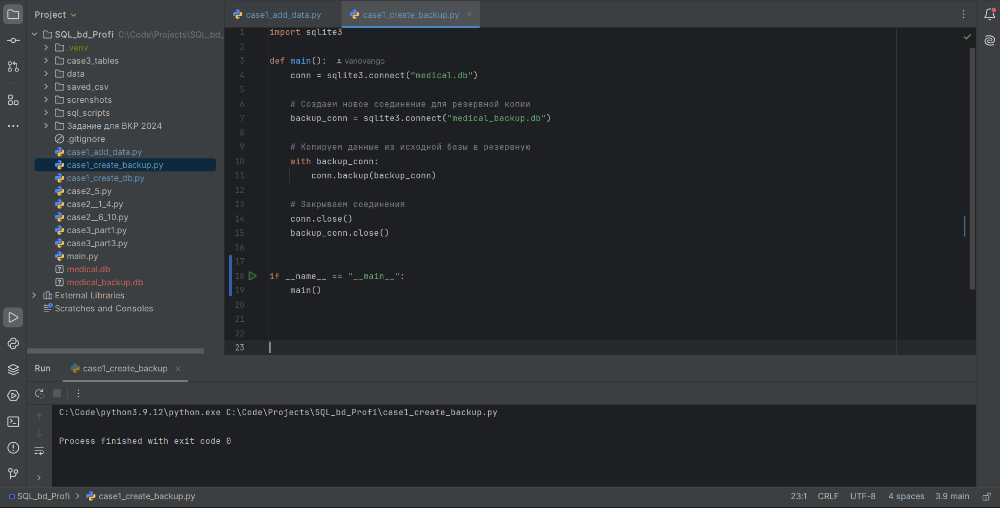 Project
case1_add_data.py
case1_create_backup.py
SQL_bd_Profi C:\Code\Projects\SQL_bd_
.venv
case3_tables
data
saved_csv
screnshots
sql_scripts
Задание для ВКР 2024
.gitignore
case1_add_data.py
case1_create_backup.py
case1_create_db.py
case2_5.py
case2__1_4.py
case2__6_10.py
case3_part1.py
case3_part3.py
main.py
medical.db
medical_backup.db
External Libraries
Scratches and Consoles
1 import sqlite3
2
3 def main(): vanovango
4 conn = sqlite3.connect("medical.db")
5
6 # Создаем новое соединение для резервной копии
7 backup_conn = sqlite3.connect("medical_backup.db")
8
9 # Копируем данные из исходной базы в резервную
10 with backup_conn:
11 conn.backup(backup_conn)
12
13 # Закрываем соединения
14 conn.close()
15 backup_conn.close()
16
17
18 if __name__ == "__main__":
19 main()
20
21
22
23
Run case1_create_backup
C:\Code\python3.9.12\python.exe C:\Code\Projects\SQL_bd_Profi\case1_create_backup.py
Process finished with exit code 0
SQL_bd_Profi > case1_create_backup.py
23:1 CRLF UTF-8 4 spaces 3.9 main